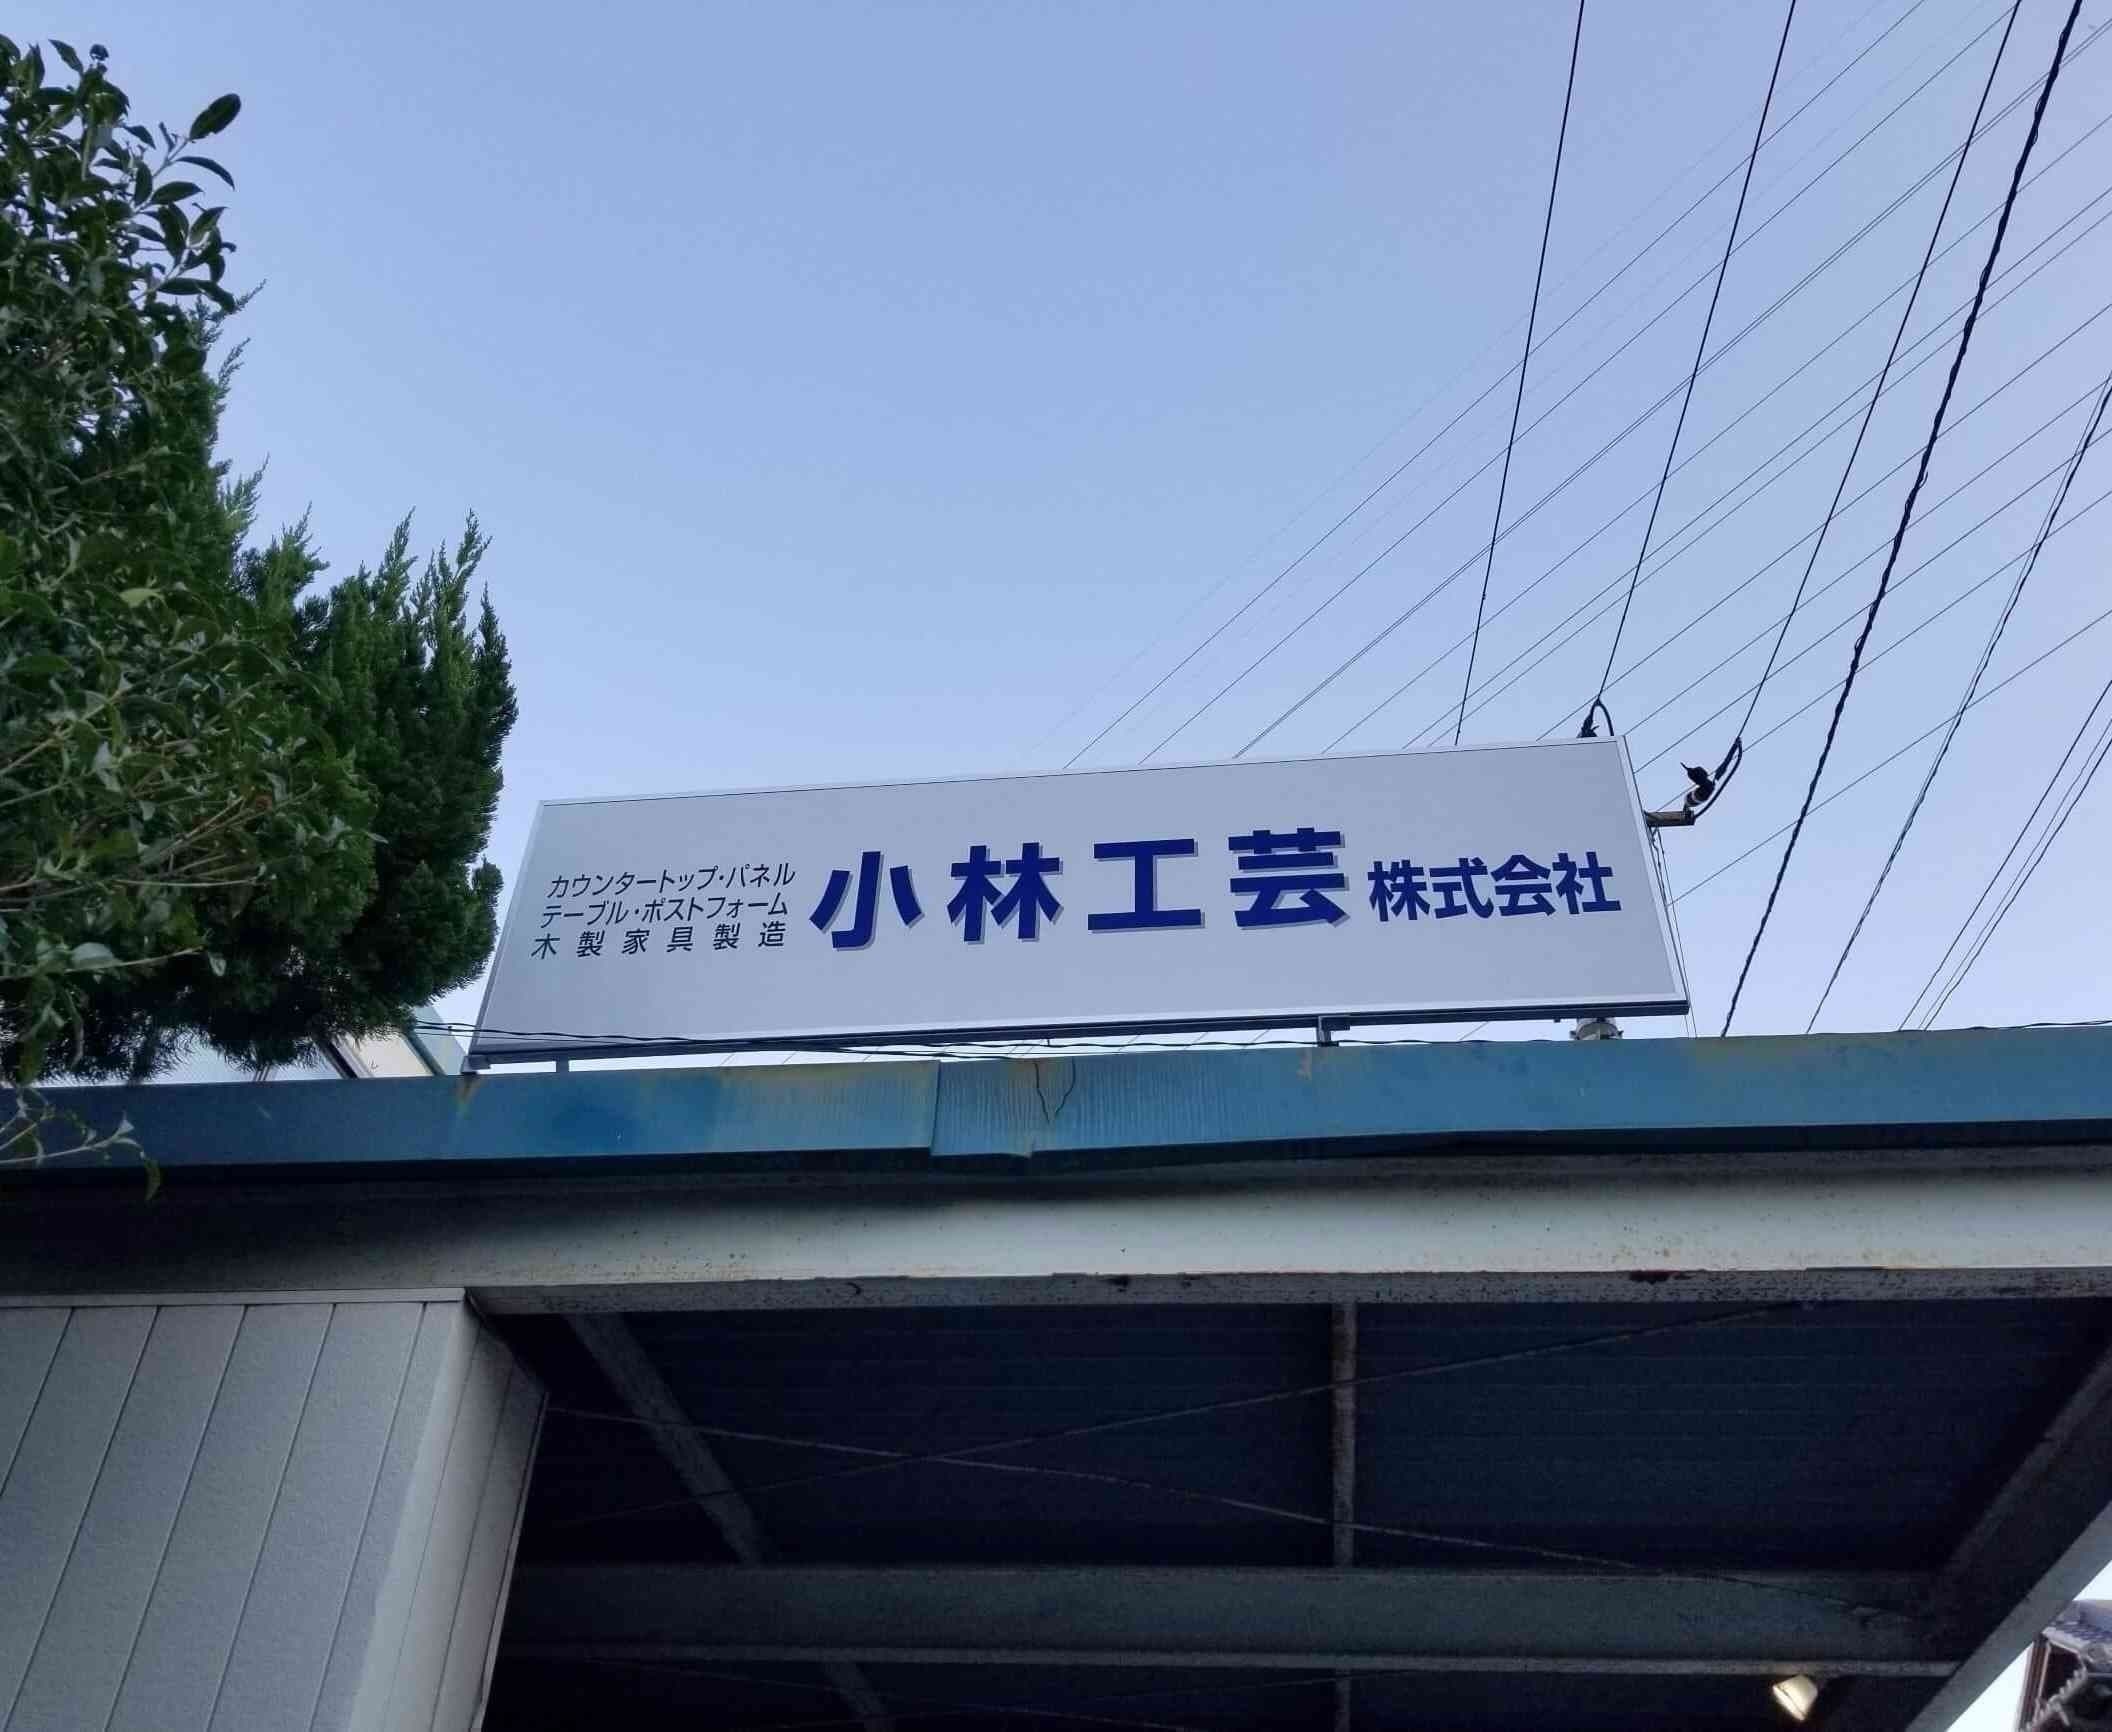 カウンタートップ・パネル
テーブル・ポストフォーム
木製家具製造
小林工芸株式会社